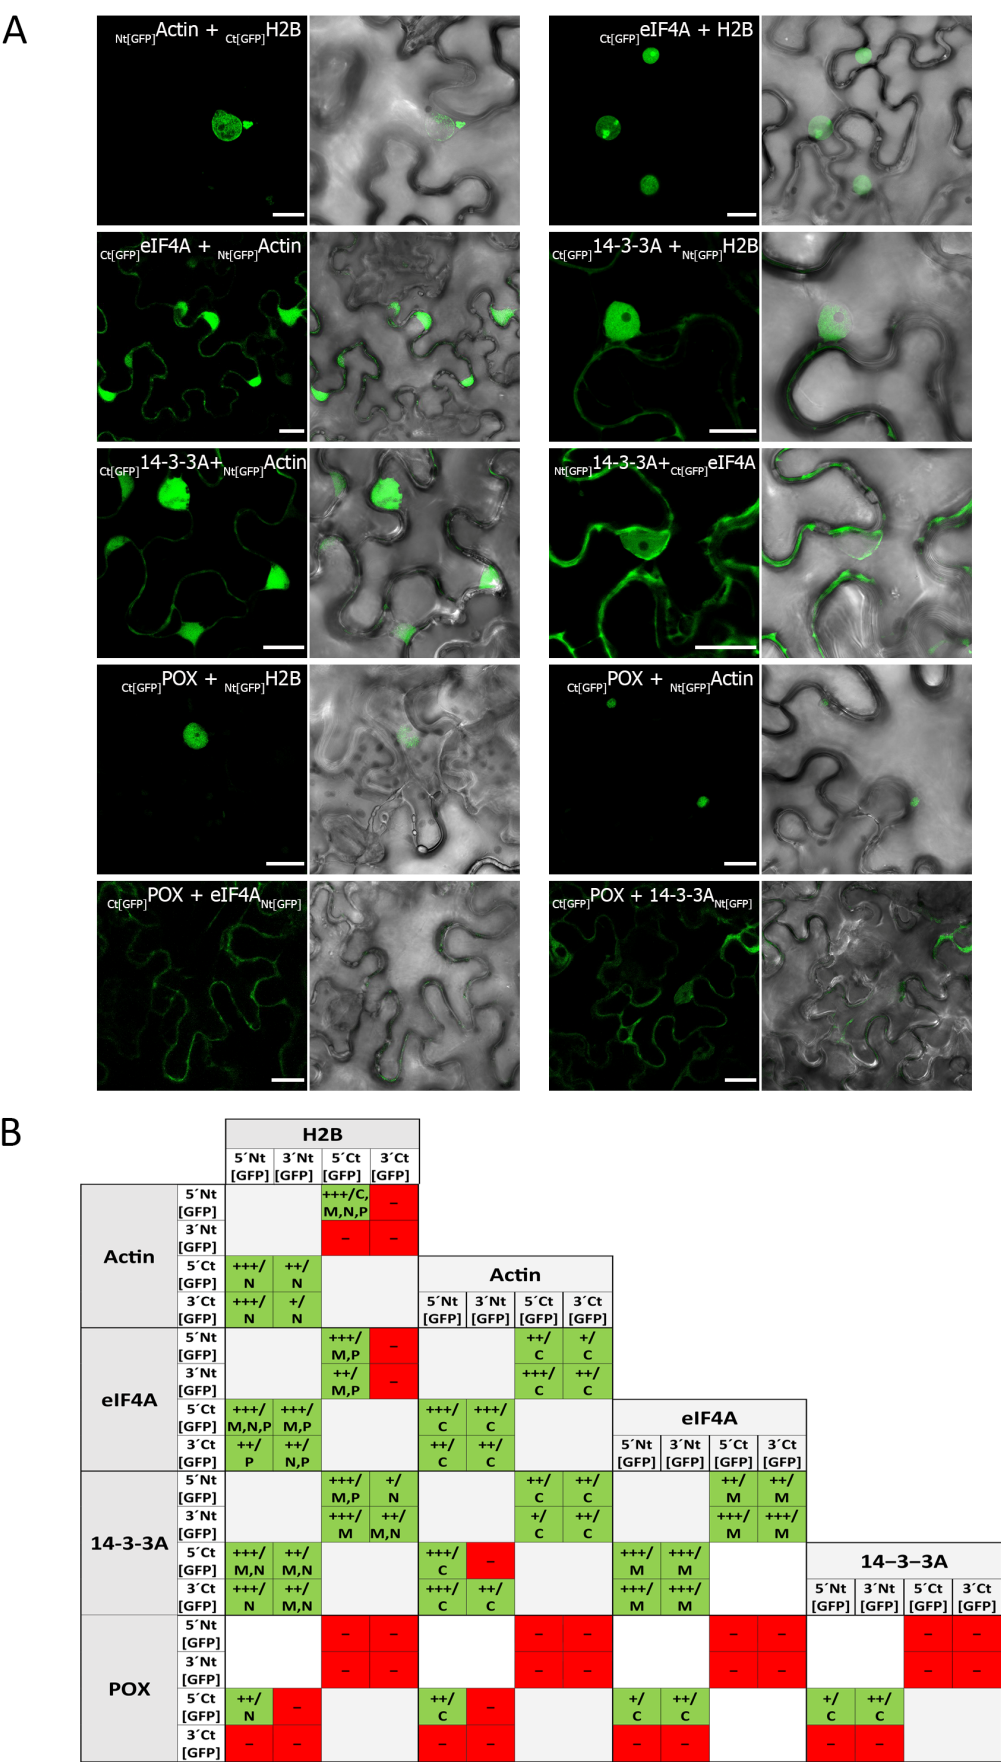 A
Nt[GFP]Actin + Ct[GFP]H2B
Ct[GFP]eIF4A + H2B
Ct[GFP]eIF4A + Nt[GFP]Actin
Ct[GFP]14-3-3A +Nt[GFP]H2B
Ct[GFP]14-3-3A+Nt[GFP]Actin
Nt[GFP]14-3-3A+Ct[GFP]eIF4A
Ct[GFP]POX + Nt[GFP]H2B
Ct[GFP]POX + Nt[GFP]Actin
Ct[GFP]POX + eIF4ANt[GFP]
Ct[GFP]POX + 14-3-3ANt[GFP]
B
H2B
5´Nt 3´Nt 5´Ct 3´Ct
[GFP] [GFP] [GFP] [GFP]
Actin
5´Nt +++/C, –
[GFP] M,N,P
3´Nt – –
[GFP]
5´Ct +++/ ++/
[GFP] N N
3´Ct +++/ +/
[GFP] N N
Actin
5´Nt 3´Nt 5´Ct 3´Ct
[GFP] [GFP] [GFP] [GFP]
eIF4A
5´Nt +++/ – ++/ +/
[GFP] M,P C C
3´Nt ++/ – +++/ ++/
[GFP] M,P C C
5´Ct +++/ +++/ +++/ +++/
[GFP] M,N,P M,P C C
3´Ct ++/ ++/ ++/ ++/
[GFP] P N,P C C
eIF4A
5´Nt 3´Nt 5´Ct 3´Ct
[GFP] [GFP] [GFP] [GFP]
14-3-3A
5´Nt +++/ +/ ++/ ++/ ++/ ++/
[GFP] M,P N C C M M
3´Nt +++/ ++/ +/ ++/ +++/ +++/
[GFP] M M,N C C M M
5´Ct +++/ ++/ +++/ – +++/ +++/
[GFP] M,N M,N C M M
3´Ct +++/ ++/ +++/ ++/ +++/ +++/
[GFP] N M,N C C M M
14–3–3A
5´Nt 3´Nt 5´Ct 3´Ct
[GFP] [GFP] [GFP] [GFP]
POX
5´Nt – – – – – – – –
[GFP]
3´Nt – – – – – – – –
[GFP]
5´Ct ++/ – ++/ – +/ ++/ +/ ++/
[GFP] N C C C C C
3´Ct – – – – – – – –
[GFP]